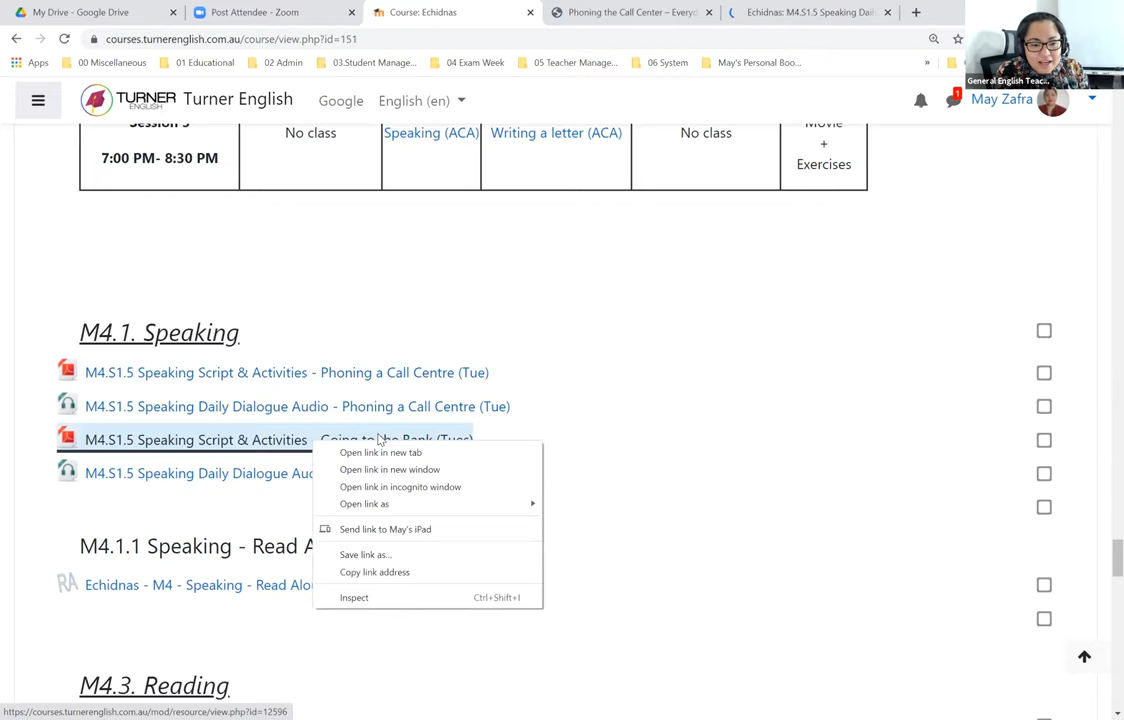 My Drive - Google Drive
Post Attendee - Zoom
Course: Echidnas
Phoning the Call Center – Everyd
Echidnas: M4.S1.5 Speaking Dail
courses.turnerenglish.com.au/course/view.php?id=151
Apps
00 Miscellaneous
01 Educational
02 Admin
03.Student Manage...
04 Exam Week
05 Teacher Manage...
06 System
May's Personal Boo...
»
General English Teac...
TURNER
ENGLISH
Turner English
Google
English (en)
1
May Zafra
Session 5
7:00 PM- 8:30 PM
No class
Speaking (ACA)
Writing a letter (ACA)
No class
Movie
+
Exercises
M4.1. Speaking
M4.S1.5 Speaking Script & Activities - Phoning a Call Centre (Tue)
M4.S1.5 Speaking Daily Dialogue Audio - Phoning a Call Centre (Tue)
M4.S1.5 Speaking Script & Activities - Going to the Bank (Tues)
M4.S1.5 Speaking Daily Dialogue Au
Open link in new tab
Open link in new window
Open link in incognito window
Open link as
Send link to May's iPad
Save link as...
Copy link address
Inspect Ctrl+Shift+I
M4.1.1 Speaking - Read A
RA
Echidnas - M4 - Speaking - Read Alou
M4.3. Reading
https://courses.turnerenglish.com.au/mod/resource/view.php?id=12596